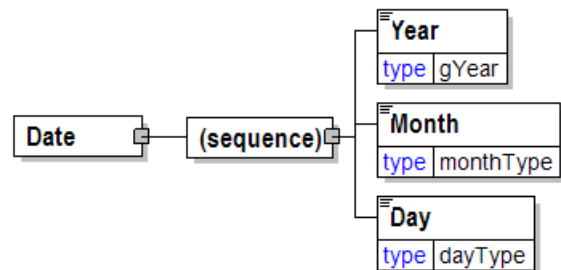 Year
type gYear
Date
(sequence)
Month
type monthType
Day
type dayType